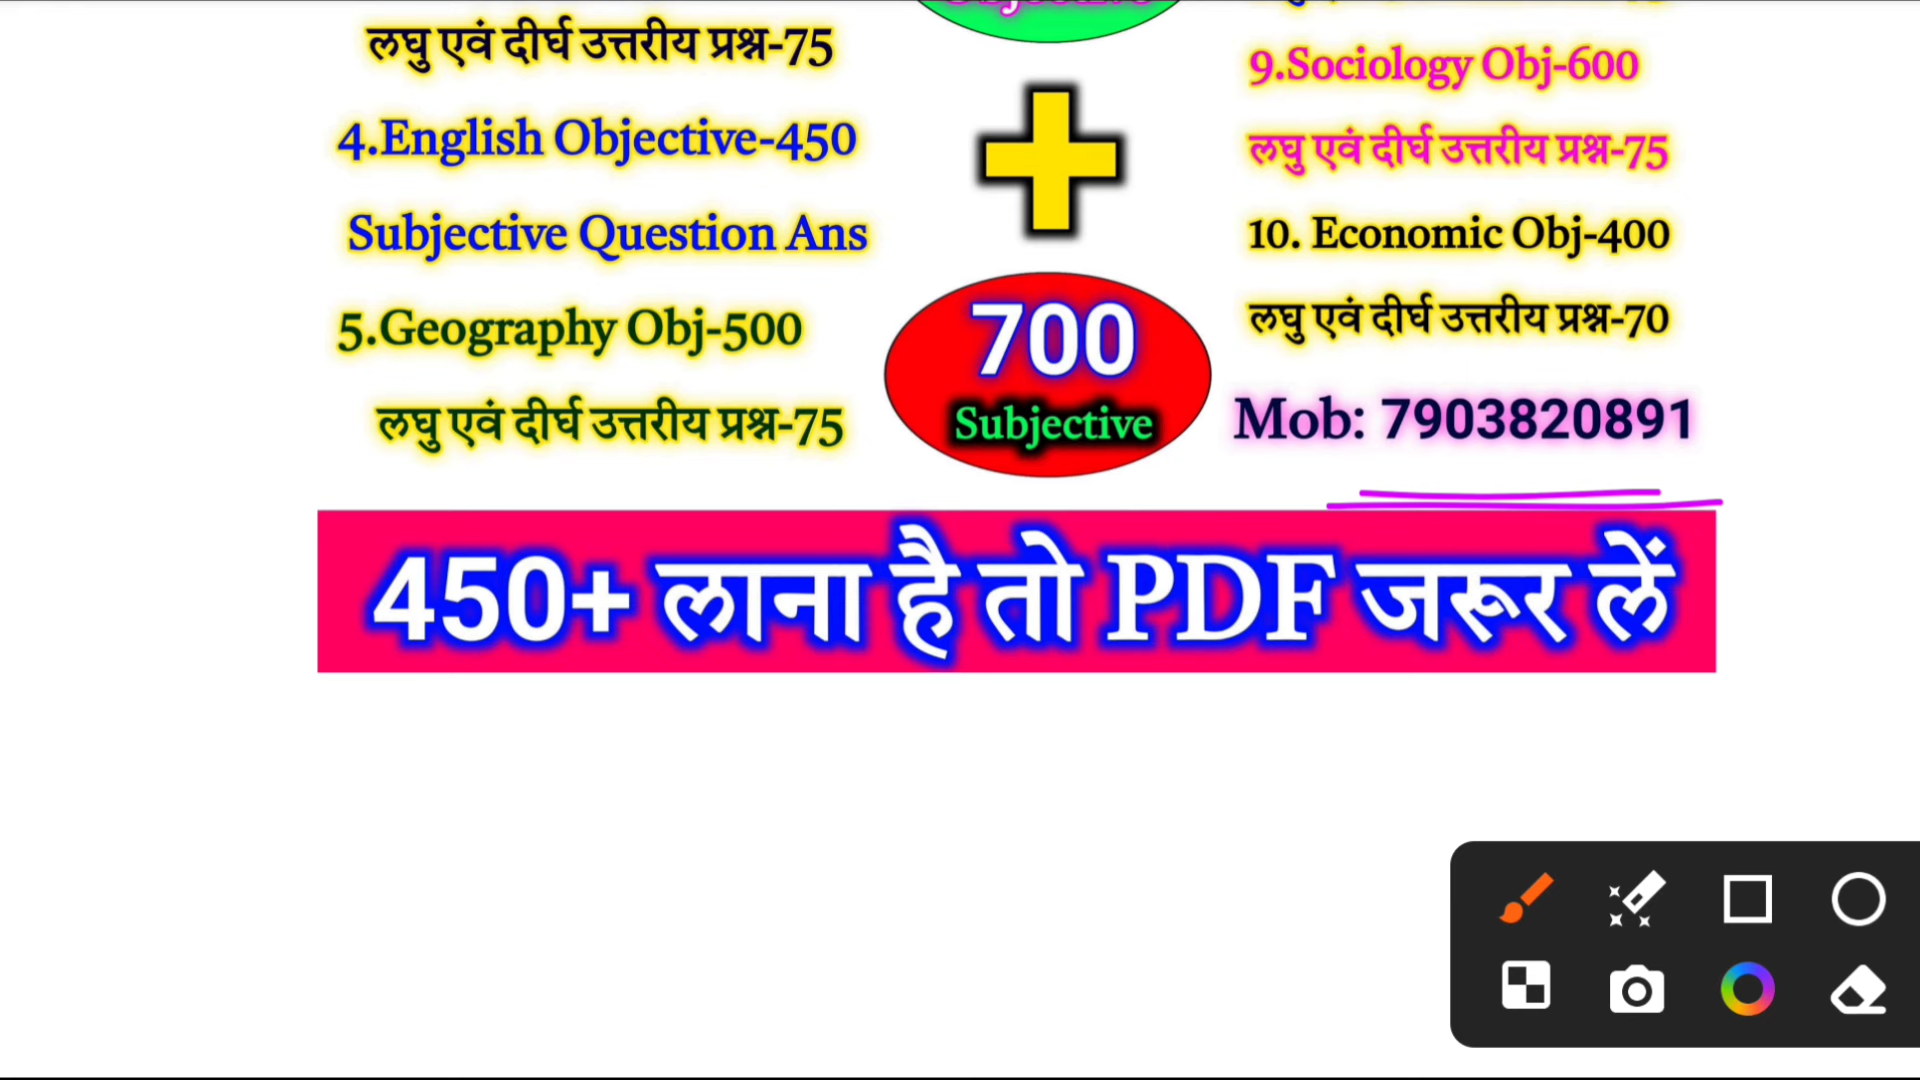 लघु एवं दीर्घ उत्तरीय प्रश्न-75
4.English Objective-450
Subjective Question Ans
5.Geography Obj-500
लघु एवं दीर्घ उत्तरीय प्रश्न-75
700
Subjective
9.Sociology Obj-600
लघु एवं दीर्घ उत्तरीय प्रश्न-75
10. Economic Obj-400
लघु एवं दीर्घ उत्तरीय प्रश्न-70
Mob: 7903820891
450+ लाना है तो PDF जरूर लें